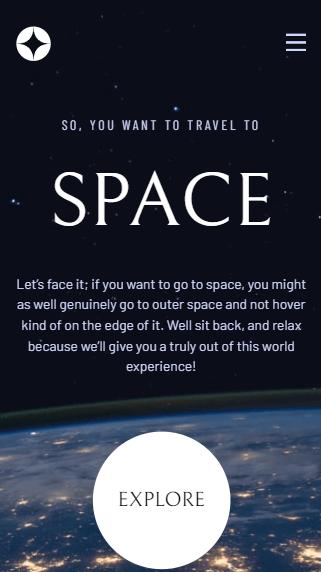 SO, YOU WANT TO TRAVEL TO
SPACE
Let’s face it; if you want to go to space, you might
as well genuinely go to outer space and not hover
kind of on the edge of it. Well sit back, and relax
because we’ll give you a truly out of this world
experience!
EXPLORE